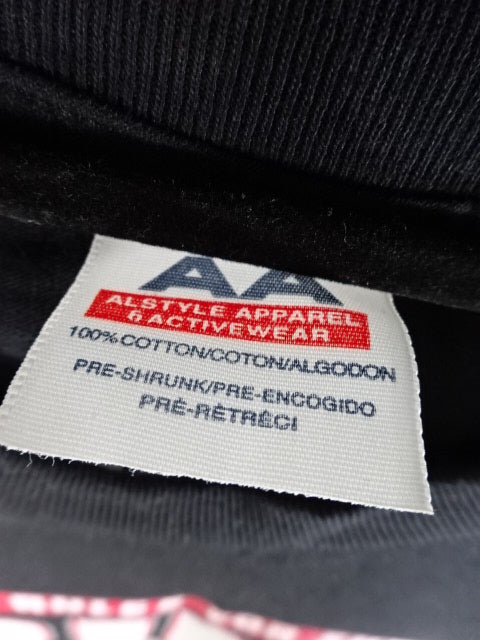 AA
ALSTYLE APPAREL
& ACTIVEWEAR
100% COTTON/COTON/ALGODON
PRE-SHRUNK/PRE-ENCOGIDO
PRÉ-RÉTRÉCI